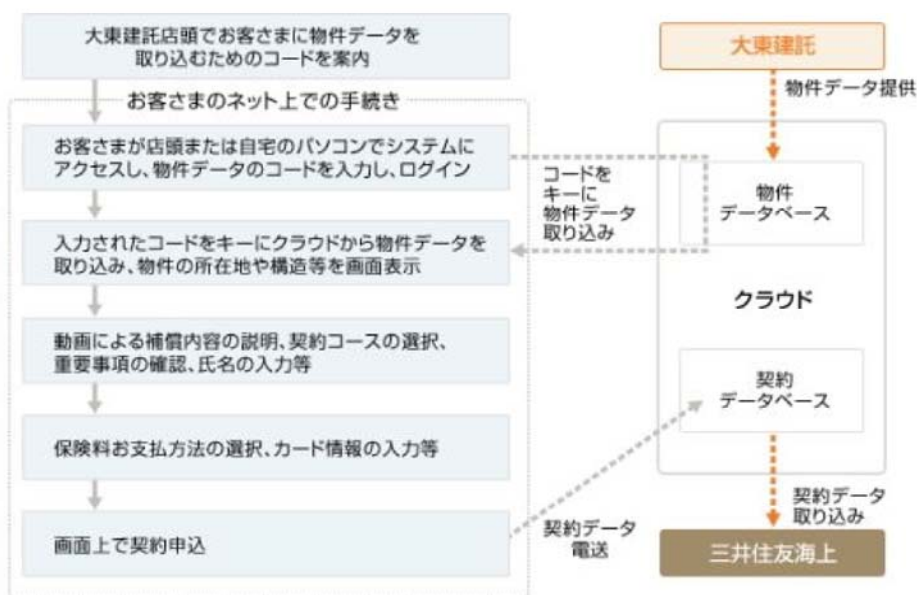 大東建託店頭でお客さまに物件データを
取り込むためのコードを案内
お客さまのネット上での手続き
お客さまが店頭または自宅のパソコンでシステムに
アクセスし、物件データのコードを入力し、ログイン
入力されたコードをキーにクラウドから物件データを
取り込み、物件の所在地や構造等を画面表示
動画による補償内容の説明、契約コースの選択、
重要事項の確認、氏名の入力等
保険料お支払方法の選択、カード情報の入力等
画面上で契約申込
コードを
キーに
物件データ
取り込み
契約データ
電送
大東建託
物件データ提供
物件
データベース
クラウド
契約
データベース
契約データ
取り込み
三井住友海上